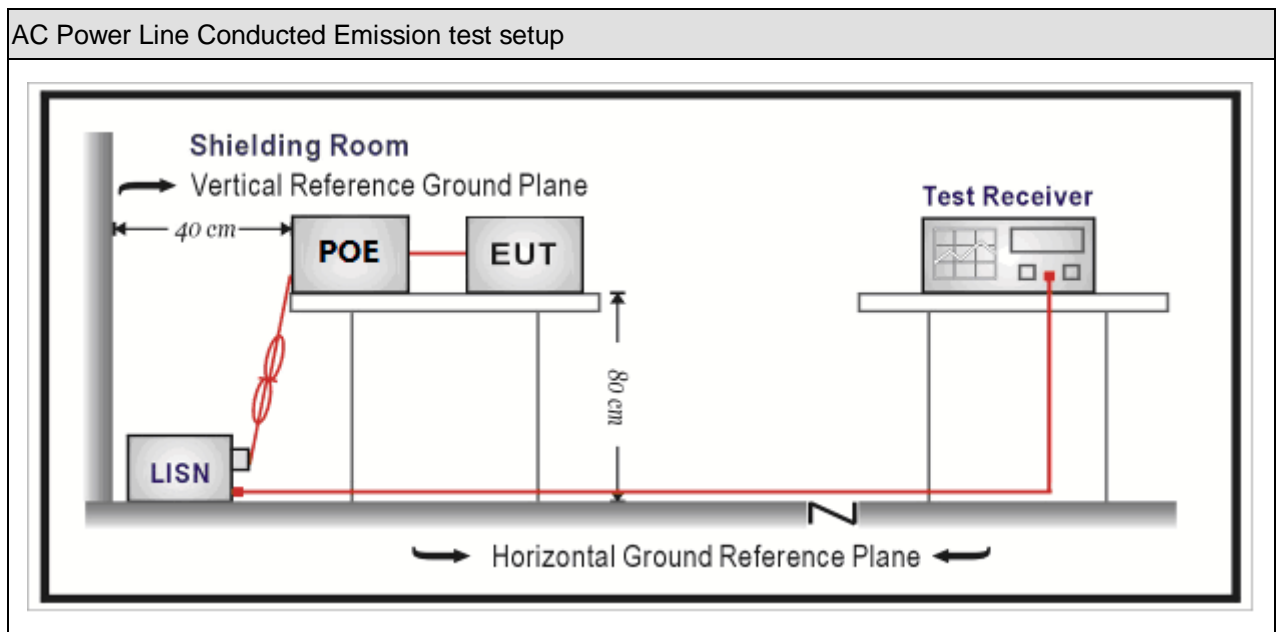 AC Power Line Conducted Emission test setup
Shielding Room
Vertical Reference Ground Plane
Test Receiver
40 cm
POE
EUT
80 cm
LISN
Horizontal Ground Reference Plane